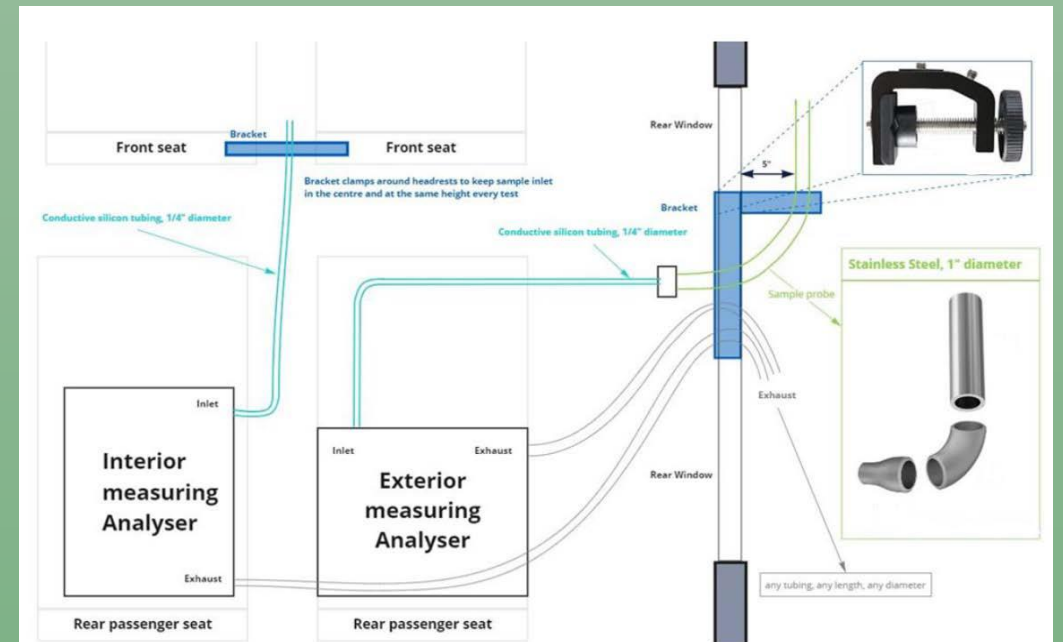 Rear Window
5"
Bracket
Front seat
Front seat
Bracket clamps around headrests to keep sample inlet
in the centre and at the same height every test
Bracket
Conductive silicon tubing, 1/4" diameter
Conductive silicon tubing, 1/4" diameter
Stainless Steel, 1" diameter
Sample probe
Exhaust
Inlet
Interior
measuring
Analyser
Exhaust
Inlet
Exhaust
Exterior
measuring
Analyser
Rear Window
any tubing, any length, any diameter
Rear passenger seat
Rear passenger seat